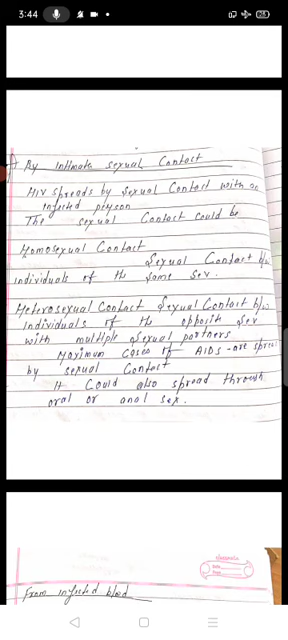 3:44
28
By intimate sexual Contact
HIV spreads by sexual Contact with an
infected person
The sexual Contact could be
Homosexual Contact
Sexual Contact b/w
individuals of the same sex.
Heterosexual Contact Sexual Contact b/w
individuals of the opposite sex
with multiple sexual partners
Maximum cases of AIDs are spread
by sexual Contact
It Could also spread through
oral or anal sex.
From infected blood